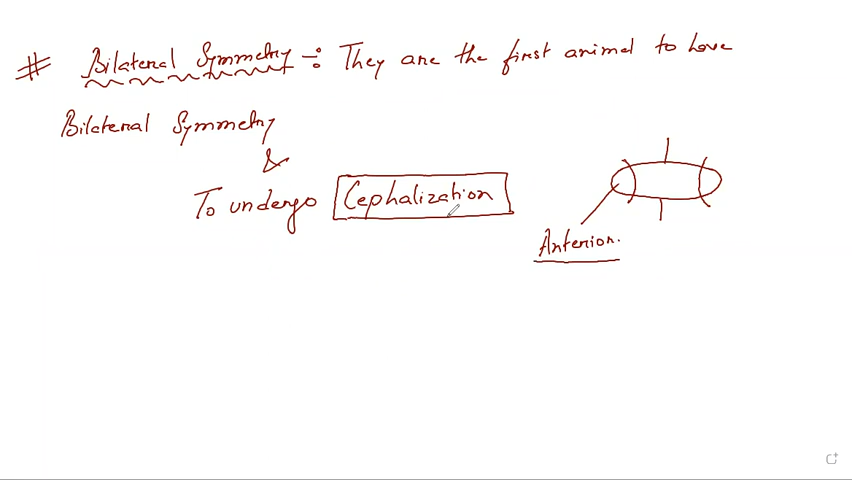 # Bilateral Symmetry :- They are the first animal to have
Bilateral Symmetry
&
To undergo Cephalization
Anterior.